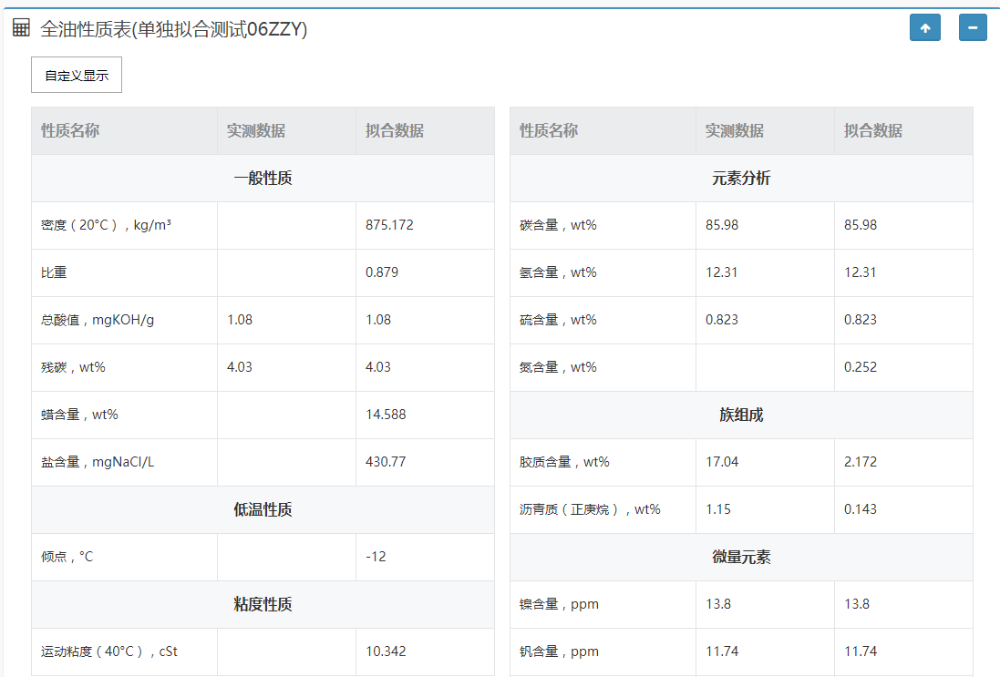 全油性质表(单独拟合测试06ZZY)
自定义显示
性质名称 实测数据 拟合数据
一般性质
密度（20°C），kg/m³ 875.172
比重 0.879
总酸值，mgKOH/g 1.08 1.08
残碳，wt% 4.03 4.03
蜡含量，wt% 14.588
盐含量，mgNaCl/L 430.77
低温性质
倾点，°C -12
粘度性质
运动粘度（40°C），cSt 10.342
性质名称 实测数据 拟合数据
元素分析
碳含量，wt% 85.98 85.98
氢含量，wt% 12.31 12.31
硫含量，wt% 0.823 0.823
氮含量，wt% 0.252
族组成
胶质含量，wt% 17.04 2.172
沥青质（正庚烷），wt% 1.15 0.143
微量元素
镍含量，ppm 13.8 13.8
钒含量，ppm 11.74 11.74